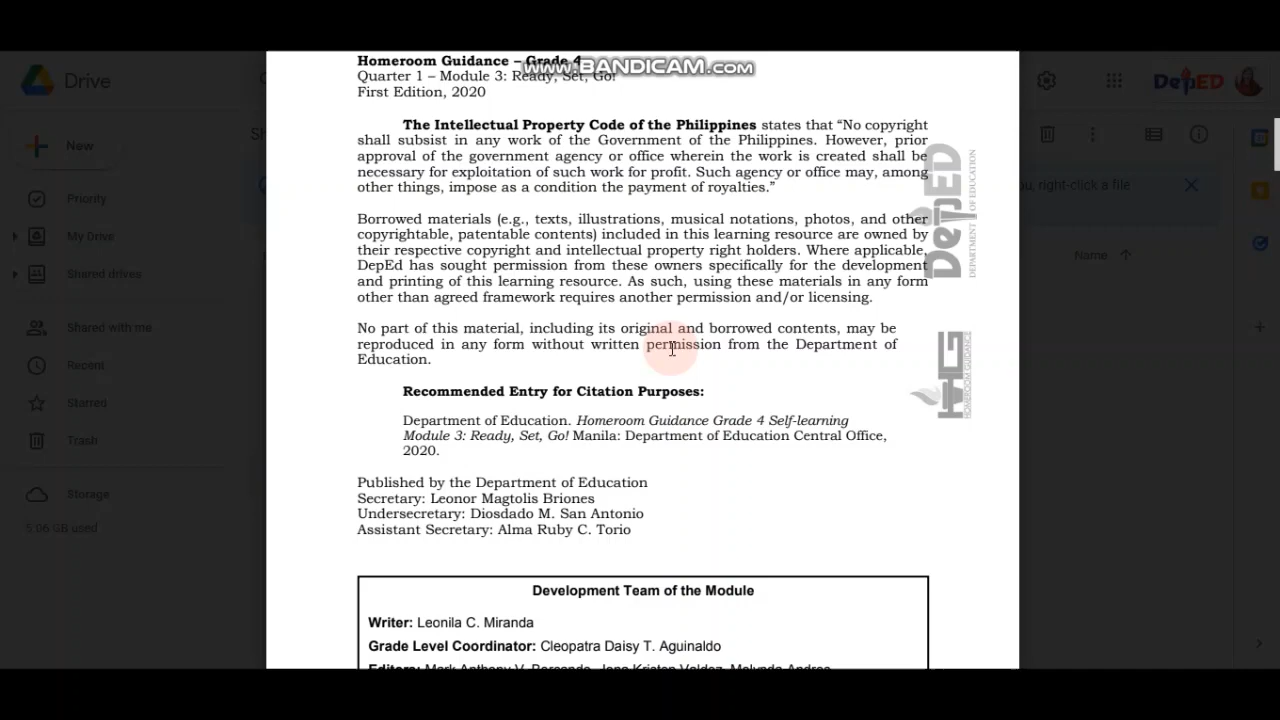 WWW.BANDICAM.COM
Homeroom Guidance – Grade 4
Quarter 1 – Module 3: Ready, Set, Go!
First Edition, 2020
The Intellectual Property Code of the Philippines states that “No copyright
shall subsist in any work of the Government of the Philippines. However, prior
approval of the government agency or office wherein the work is created shall be
necessary for exploitation of such work for profit. Such agency or office may, among
other things, impose as a condition the payment of royalties.”
Borrowed materials (e.g., texts, illustrations, musical notations, photos, and other
copyrightable, patentable contents) included in this learning resource are owned by
their respective copyright and intellectual property right holders. Where applicable,
DepEd has sought permission from these owners specifically for the development
and printing of this learning resource. As such, using these materials in any form
other than agreed framework requires another permission and/or licensing.
No part of this material, including its original and borrowed contents, may be
reproduced in any form without written permission from the Department of
Education.
Recommended Entry for Citation Purposes:
Department of Education. Homeroom Guidance Grade 4 Self-learning
Module 3: Ready, Set, Go! Manila: Department of Education Central Office,
2020.
Published by the Department of Education
Secretary: Leonor Magtolis Briones
Undersecretary: Diosdado M. San Antonio
Assistant Secretary: Alma Ruby C. Torio
Development Team of the Module
Writer: Leonila C. Miranda
Grade Level Coordinator: Cleopatra Daisy T. Aguinaldo
DepED
DEPARTMENT OF EDUCATION
HG
HOMEROOM GUIDANCE
Drive
New
Priority
My Drive
Shared drives
Shared with me
Recent
Starred
Trash
Storage
5.06 GB used
DepED
right-click a file
Name